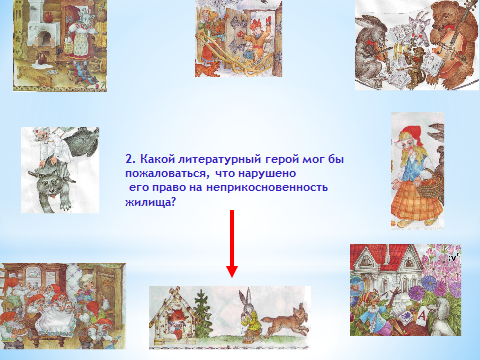 2. Какой литературный герой мог бы
пожаловаться, что нарушено
его право на неприкосновенность
жилища?